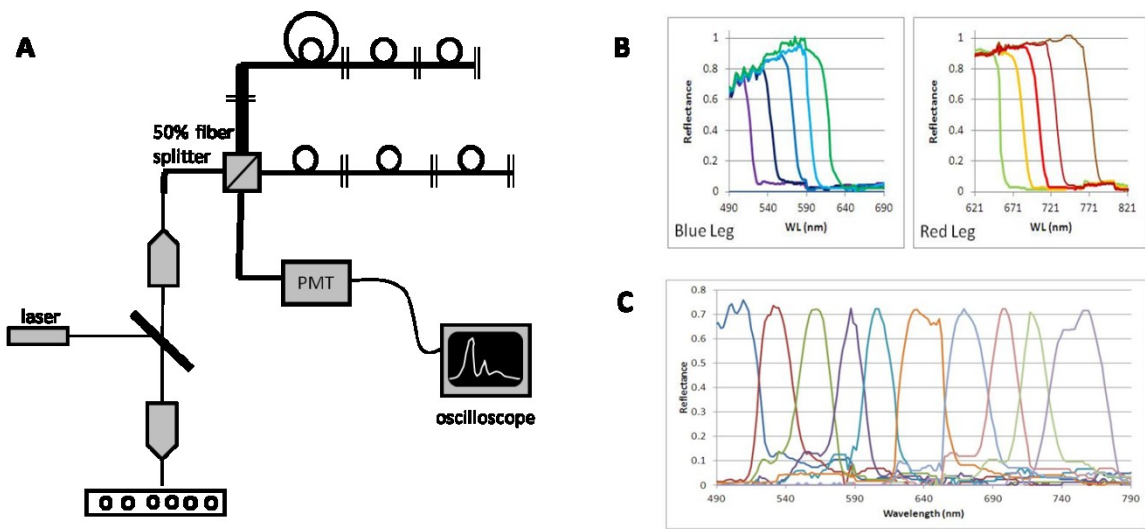 A
50% fiber
splitter
laser
PMT
oscilloscope
B
Reflectance
1
0.8
0.6
0.4
0.2
0
490 540 590 640 690
Blue Leg
WL (nm)
Reflectance
1
0.8
0.6
0.4
0.2
0
621 671 721 771 821
Red Leg
WL (nm)
C
Reflectance
0.8
0.7
0.6
0.5
0.4
0.3
0.2
0.1
0
490 540 590 640 690 740 790
Wavelength (nm)